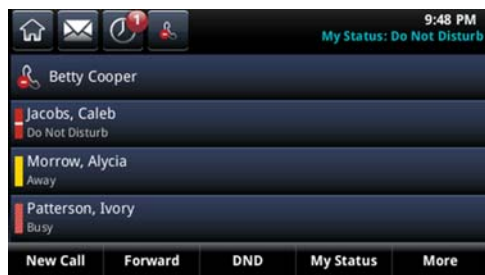 1
9:48 PM
My Status: Do Not Disturb
Betty Cooper
Jacobs, Caleb
Do Not Disturb
Morrow, Alycia
Away
Patterson, Ivory
Busy
New Call Forward DND My Status More